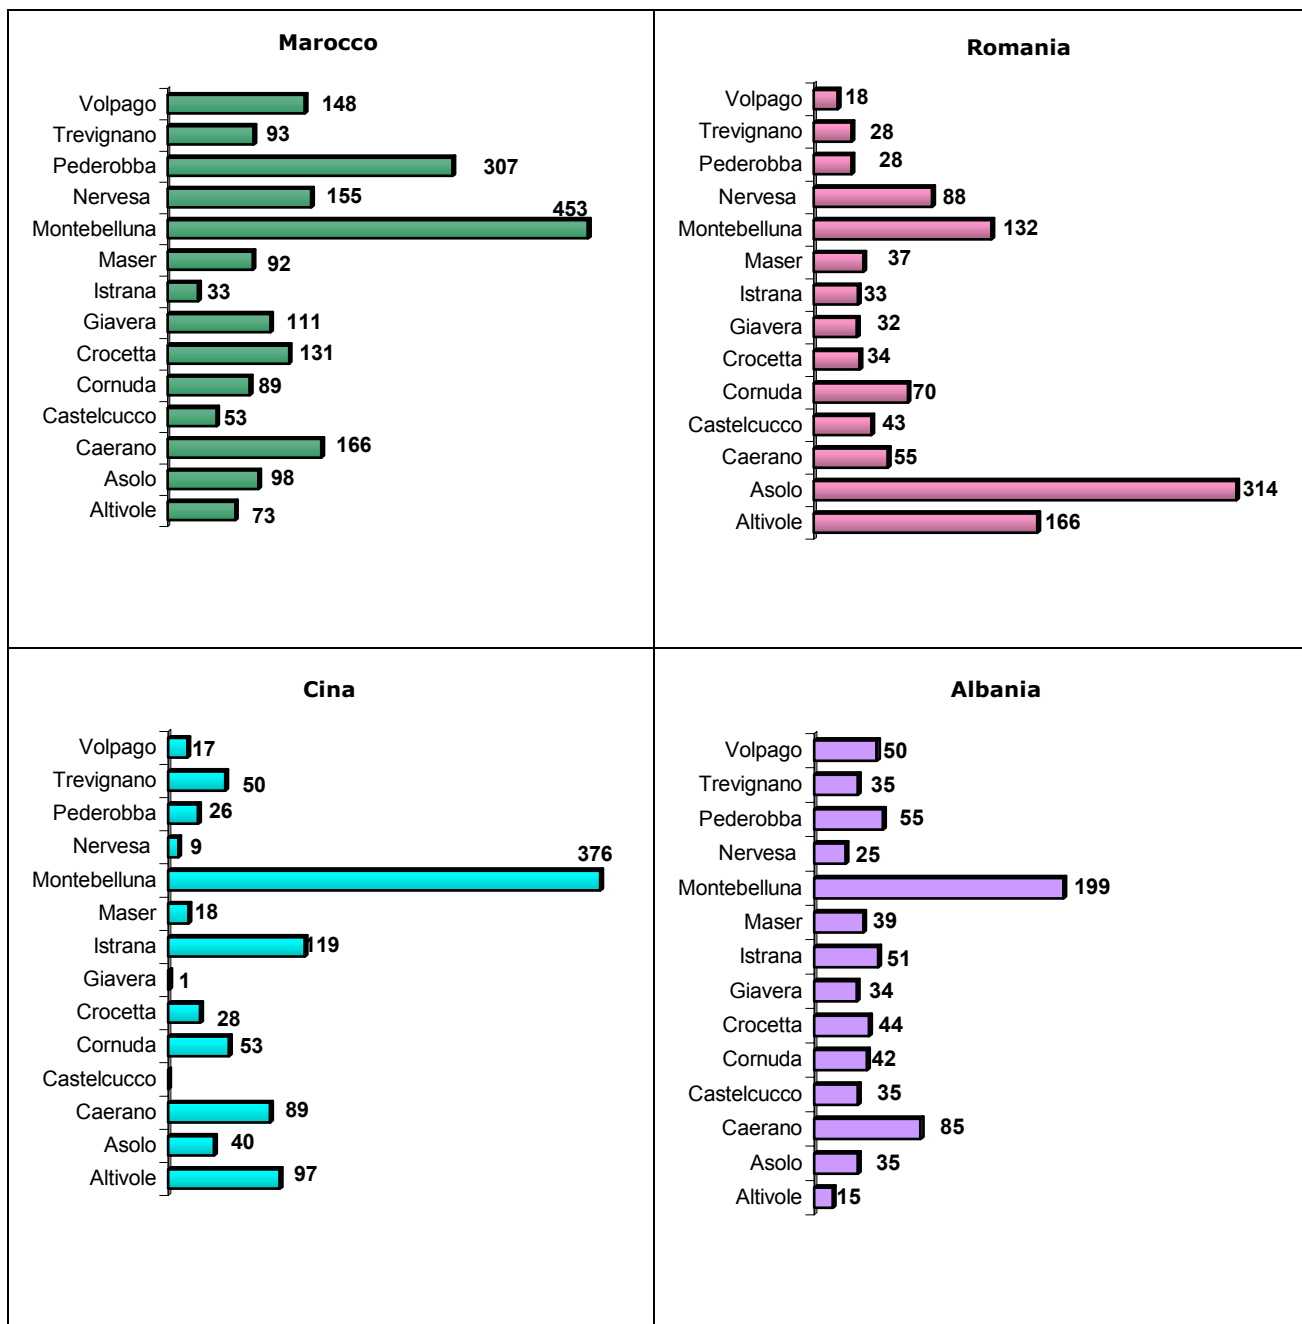 Marocco
Volpago 148
Trevignano 93
Pederobba 307
Nervesa 155
Montebelluna 453
Maser 92
Istrana 33
Giavera 111
Crocetta 131
Cornuda 89
Castelcucco 53
Caerano 166
Asolo 98
Altivole 73
Romania
Volpago 18
Trevignano 28
Pederobba 28
Nervesa 88
Montebelluna 132
Maser 37
Istrana 33
Giavera 32
Crocetta 34
Cornuda 70
Castelcucco 43
Caerano 55
Asolo 314
Altivole 166
Cina
Volpago 17
Trevignano 50
Pederobba 26
Nervesa 9
Montebelluna 376
Maser 18
Istrana 119
Giavera 1
Crocetta 28
Cornuda 53
Castelcucco
Caerano 89
Asolo 40
Altivole 97
Albania
Volpago 50
Trevignano 35
Pederobba 55
Nervesa 25
Montebelluna 199
Maser 39
Istrana 51
Giavera 34
Crocetta 44
Cornuda 42
Castelcucco 35
Caerano 85
Asolo 35
Altivole 15